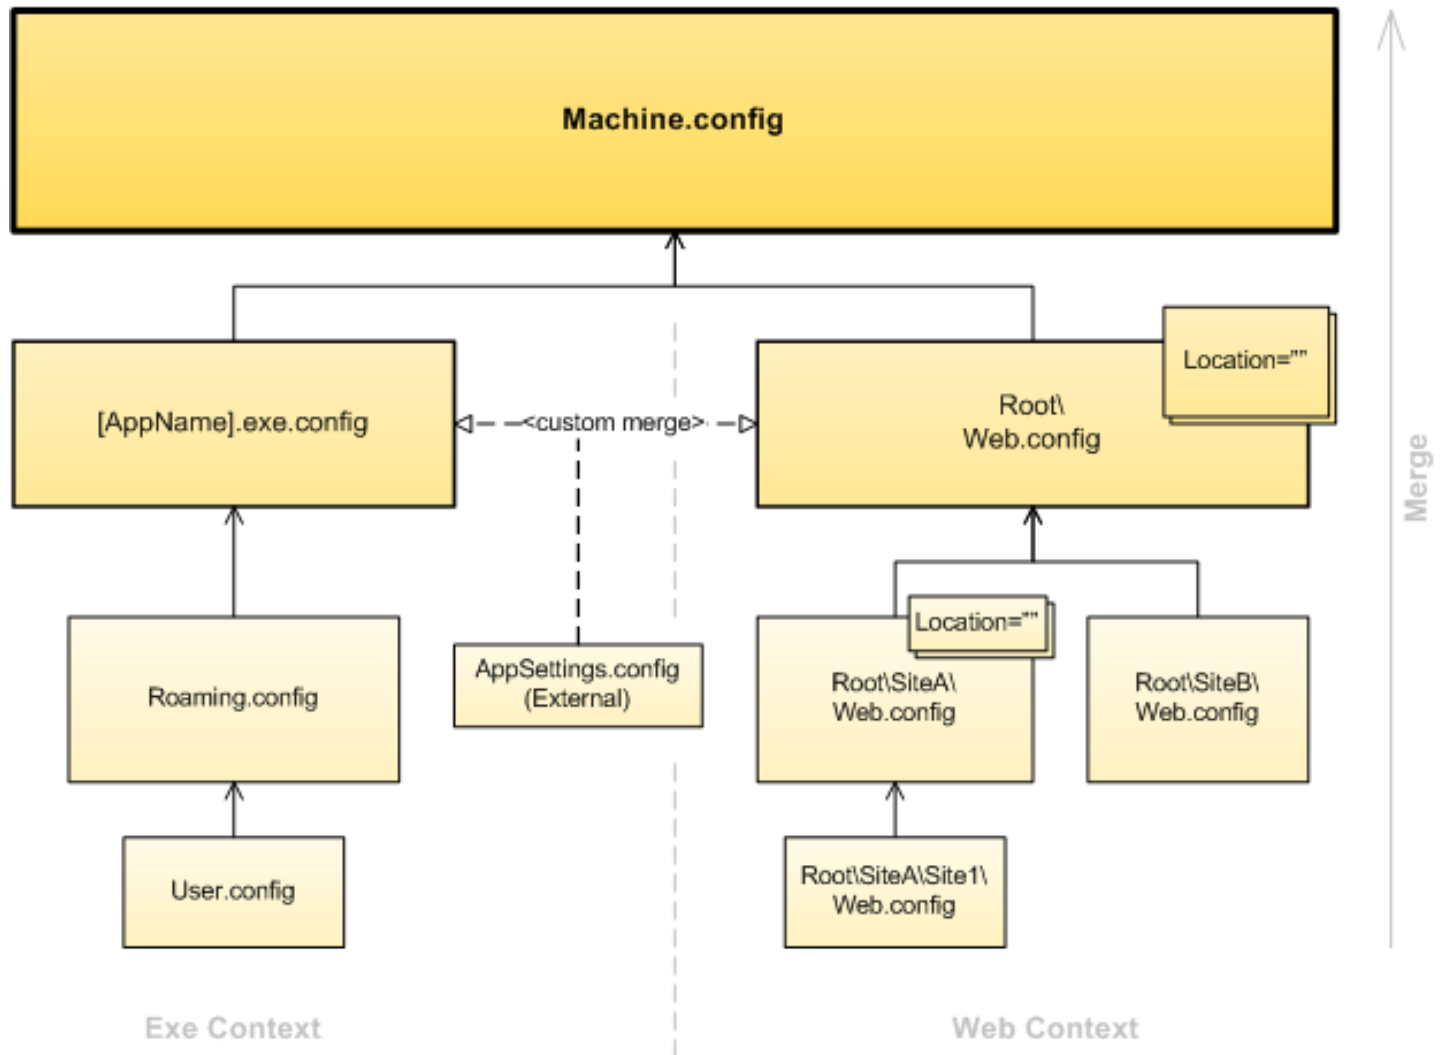 Machine.config
Location=””
[AppName].exe.config
<custom merge>
Root\
Web.config
Merge
Location=””
Roaming.config
AppSettings.config
(External)
Root\SiteA\
Web.config
Root\SiteB\
Web.config
User.config
Root\SiteA\Site1\
Web.config
Exe Context
Web Context